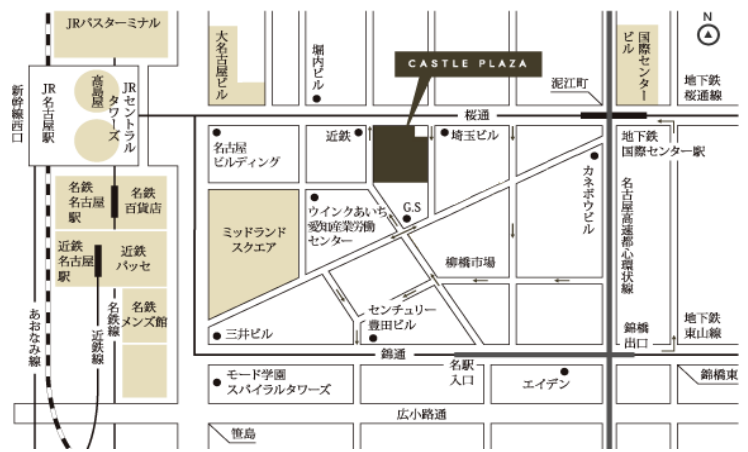 JRバスターミナル
大名古屋ビル
堀内ビル
CASTLE PLAZA
泥江町
国際センター
ビル
N
地下鉄
桜通線
新幹線西口
JR名古屋駅
高島屋
JRセントラル
タワーズ
桜通
名古屋
ビルディング
近鉄
埼玉ビル
地下鉄
国際センター駅
カネボウビル
名鉄
名古屋
駅
名鉄
百貨店
ミッドランド
スクエア
ウインクあいち
愛知産業労働
センター
G.S
名古屋高速都心環状線
近鉄
名古屋
駅
近鉄
パッセ
柳橋市場
あおなみ線
近鉄線
名鉄線
名鉄
メンズ館
三井ビル
センチュリー
豊田ビル
錦橋
出口
地下鉄
東山線
錦通
名駅
入口
モード学園
スパイラルタワーズ
エイデン
錦橋東
広小路通
笹島